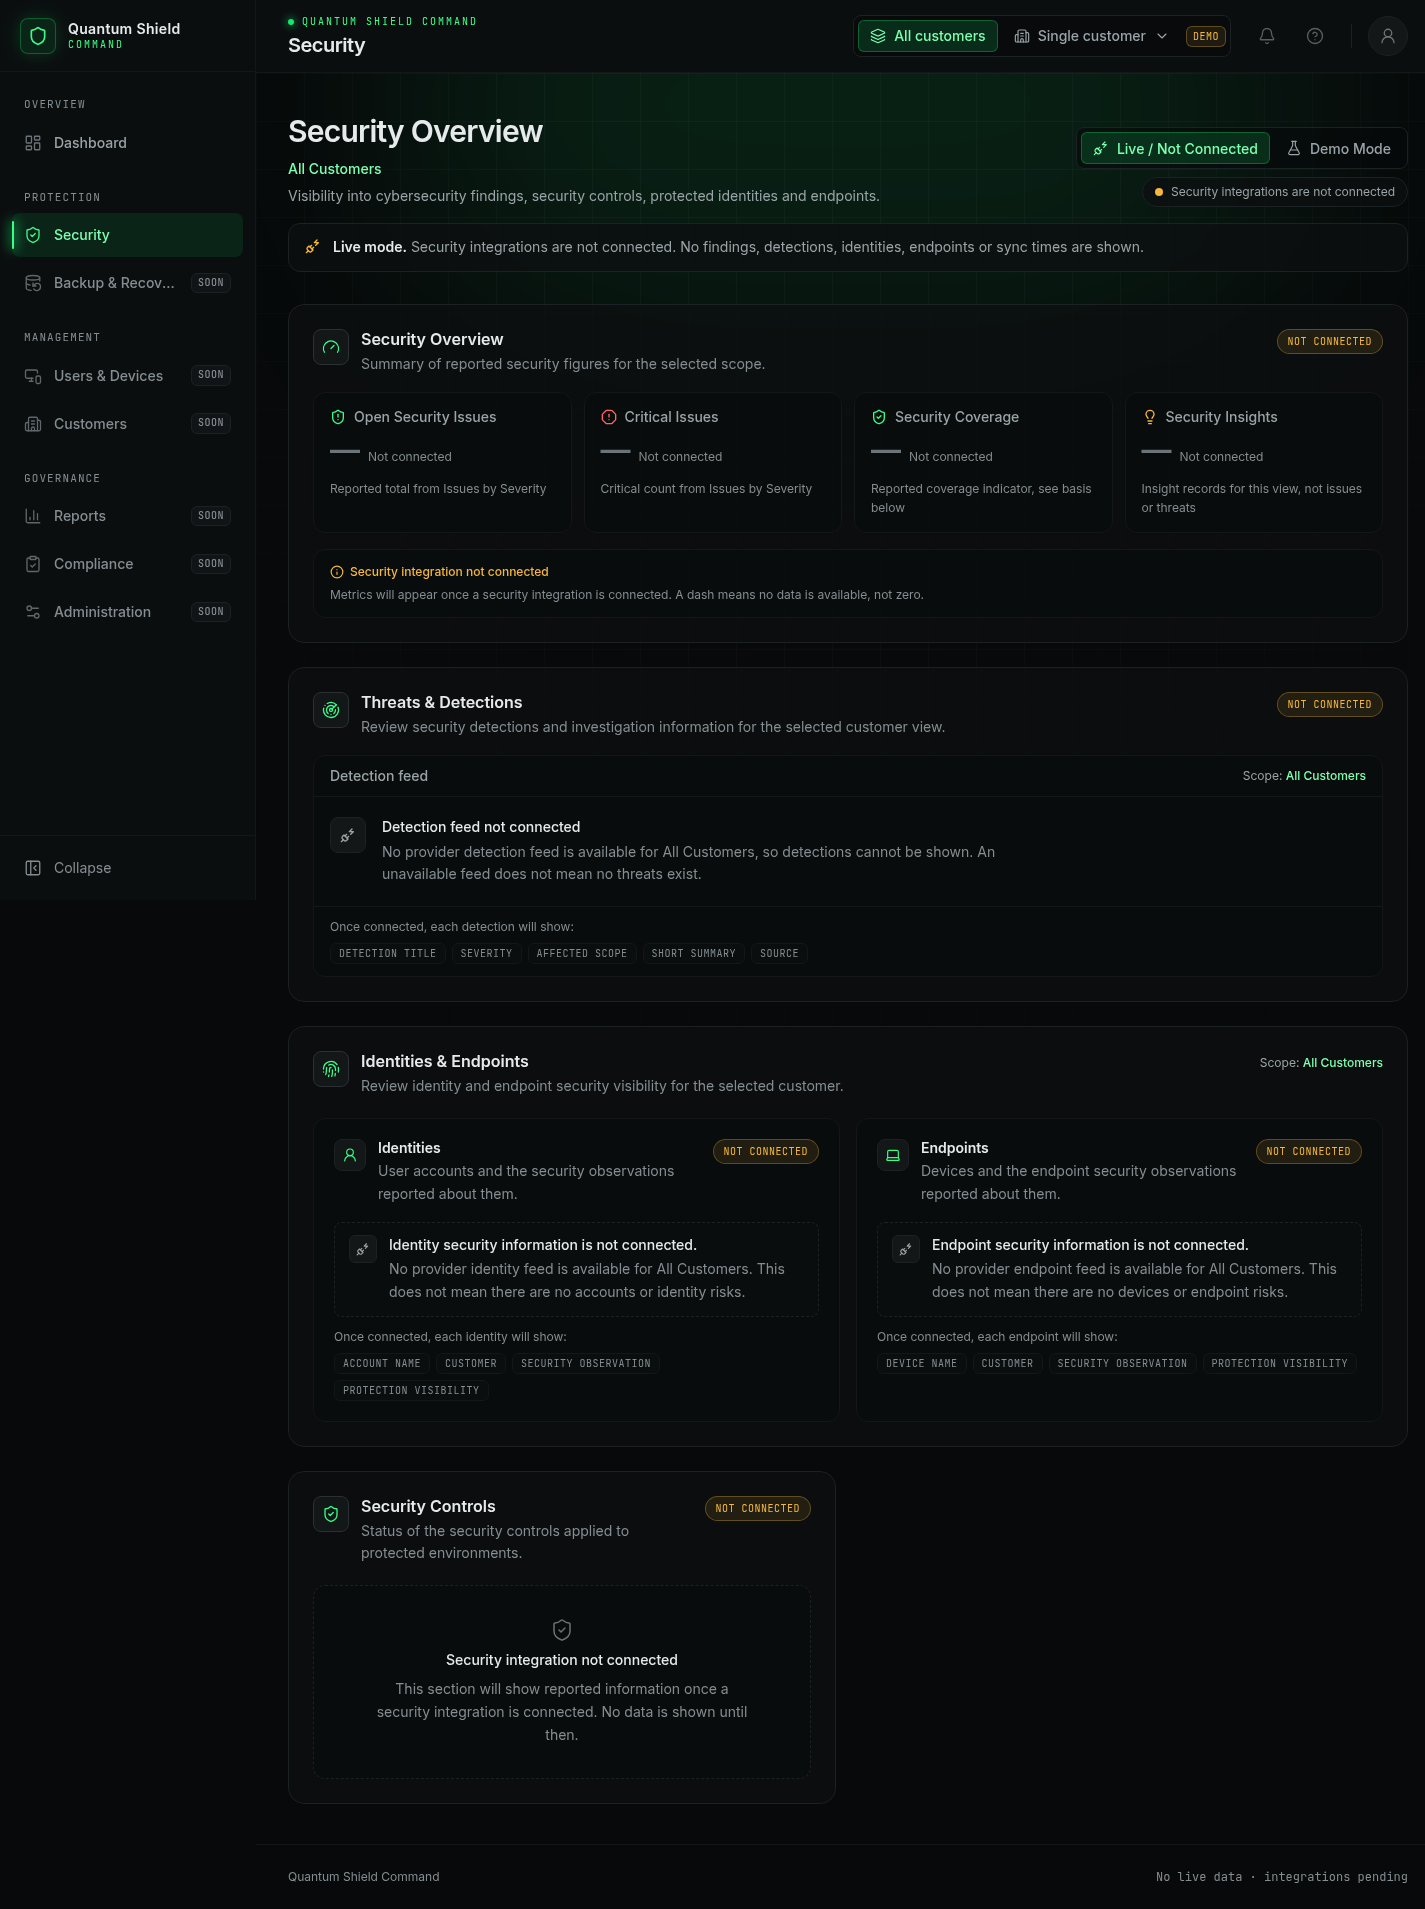 Quantum Shield
COMMAND
OVERVIEW
Dashboard
PROTECTION
Security
Backup & Recov... SOON
MANAGEMENT
Users & Devices SOON
Customers SOON
GOVERNANCE
Reports SOON
Compliance SOON
Administration SOON
Collapse
QUANTUM SHIELD COMMAND
Security
All customers Single customer DEMO
Security Overview
All Customers
Visibility into cybersecurity findings, security controls, protected identities and endpoints.
Live / Not Connected Demo Mode
Security integrations are not connected
Live mode. Security integrations are not connected. No findings, detections, identities, endpoints or sync times are shown.
Security Overview
Summary of reported security figures for the selected scope.
NOT CONNECTED
Open Security Issues
— Not connected
Reported total from Issues by Severity
Critical Issues
— Not connected
Critical count from Issues by Severity
Security Coverage
— Not connected
Reported coverage indicator, see basis
below
Security Insights
— Not connected
Insight records for this view, not issues
or threats
Security integration not connected
Metrics will appear once a security integration is connected. A dash means no data is available, not zero.
Threats & Detections
Review security detections and investigation information for the selected customer view.
NOT CONNECTED
Detection feed
Scope: All Customers
Detection feed not connected
No provider detection feed is available for All Customers, so detections cannot be shown. An
unavailable feed does not mean no threats exist.
Once connected, each detection will show:
DETECTION TITLE SEVERITY AFFECTED SCOPE SHORT SUMMARY SOURCE
Identities & Endpoints
Review identity and endpoint security visibility for the selected customer.
Scope: All Customers
Identities
User accounts and the security observations
reported about them.
NOT CONNECTED
Identity security information is not connected.
No provider identity feed is available for All Customers. This
does not mean there are no accounts or identity risks.
Once connected, each identity will show:
ACCOUNT NAME CUSTOMER SECURITY OBSERVATION
PROTECTION VISIBILITY
Endpoints
Devices and the endpoint security observations
reported about them.
NOT CONNECTED
Endpoint security information is not connected.
No provider endpoint feed is available for All Customers. This
does not mean there are no devices or endpoint risks.
Once connected, each endpoint will show:
DEVICE NAME CUSTOMER SECURITY OBSERVATION PROTECTION VISIBILITY
Security Controls
Status of the security controls applied to
protected environments.
NOT CONNECTED
Security integration not connected
This section will show reported information once a
security integration is connected. No data is shown until
then.
Quantum Shield Command
No live data · integrations pending